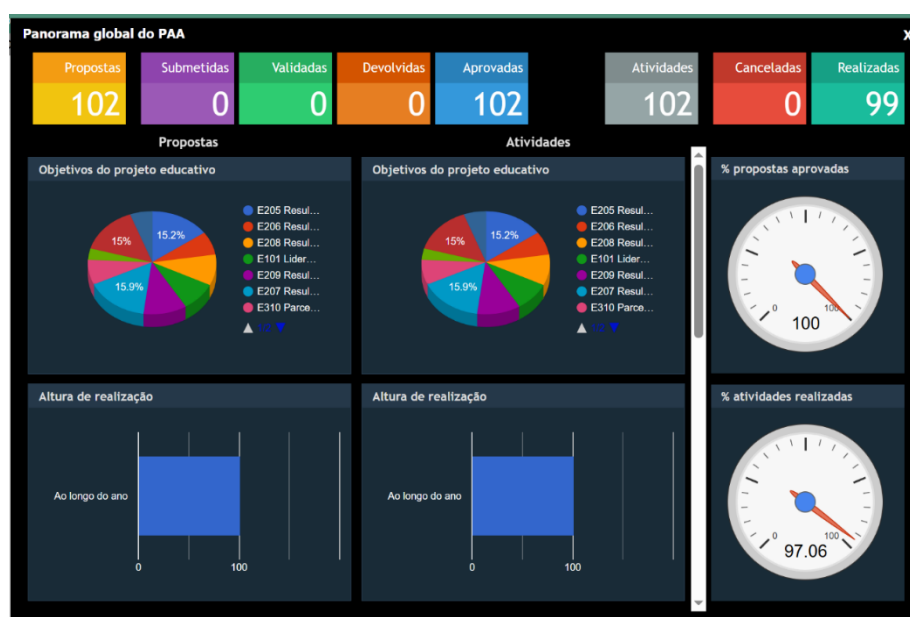 Panorama global do PAA
X
Propostas
102
Submetidas
0
Validadas
0
Devolvidas
0
Aprovadas
102
Atividades
102
Canceladas
0
Realizadas
99
Propostas
Atividades
Objetivos do projeto educativo
15%
15.2%
15.9%
E205 Resul...
E206 Resul...
E208 Resul...
E101 Lider...
E209 Resul...
E207 Resul...
E310 Parce...
Objetivos do projeto educativo
15%
15.2%
15.9%
E205 Resul...
E206 Resul...
E208 Resul...
E101 Lider...
E209 Resul...
E207 Resul...
E310 Parce...
% propostas aprovadas
0
100
100
Altura de realização
Ao longo do ano
0
100
Altura de realização
Ao longo do ano
0
100
% atividades realizadas
0
100
97.06